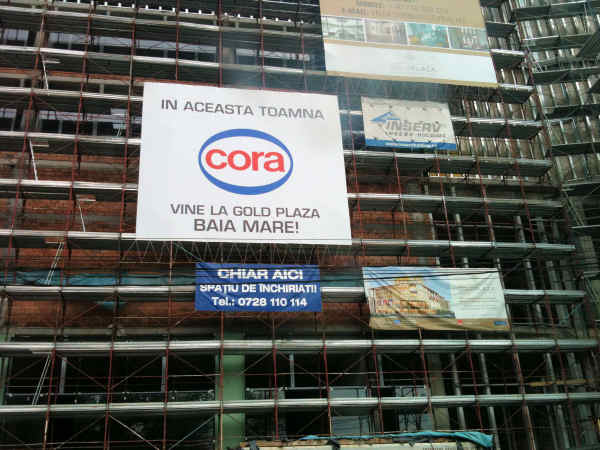 IN ACEASTA TOAMNA
cora
VINE LA GOLD PLAZA
BAIA MARE!
INSERV
CHIAR AICI
SPAȚIU DE ÎNCHIRIAT!
Tel.: 0728 110 114